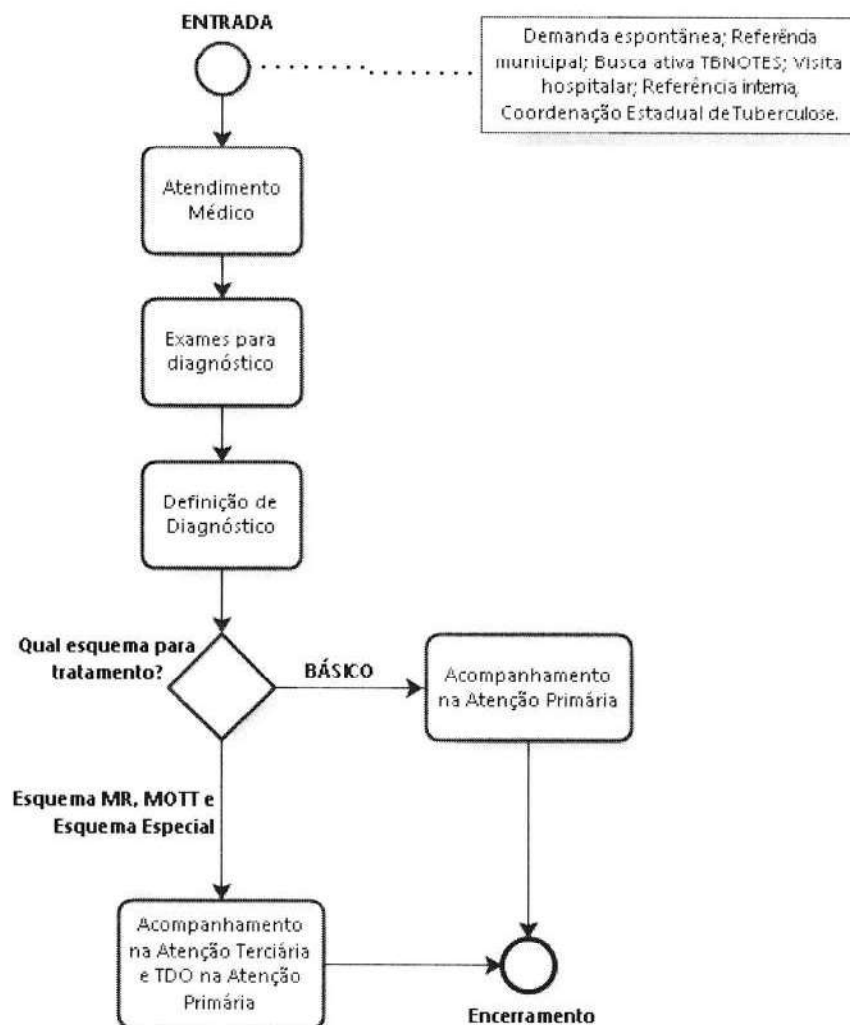 ENTRADA
Demanda espontânea; Referência
municipal; Busca ativa TBNOTES; Visita
hospitalar; Referência interna,
Coordenação Estadual de Tuberculose.
Atendimento
Médico
Exames para
diagnóstico
Definição de
Diagnóstico
Qual esquema para
tratamento?
BÁSICO
Acompanhamento
na Atenção Primária
Esquema MR, MOTT e
Esquema Especial
Acompanhamento
na Atenção Terciária
e TDO na Atenção
Primária
Encerramento